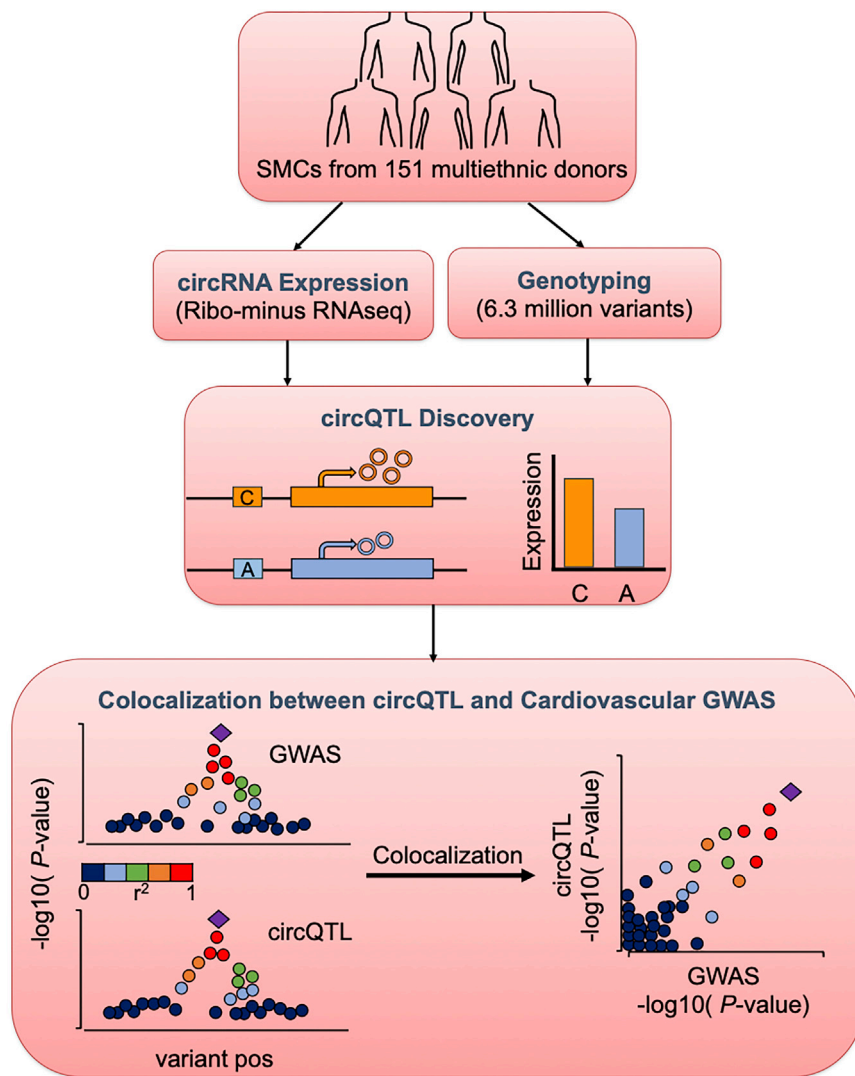 SMCs from 151 multiethnic donors
circRNA Expression
(Ribo-minus RNAseq)
Genotyping
(6.3 million variants)
circQTL Discovery
C
A
Expression
C A
Colocalization between circQTL and Cardiovascular GWAS
GWAS
-log10( P-value)
0 r² 1
circQTL
variant pos
Colocalization
circQTL
-log10( P-value)
GWAS
-log10( P-value)